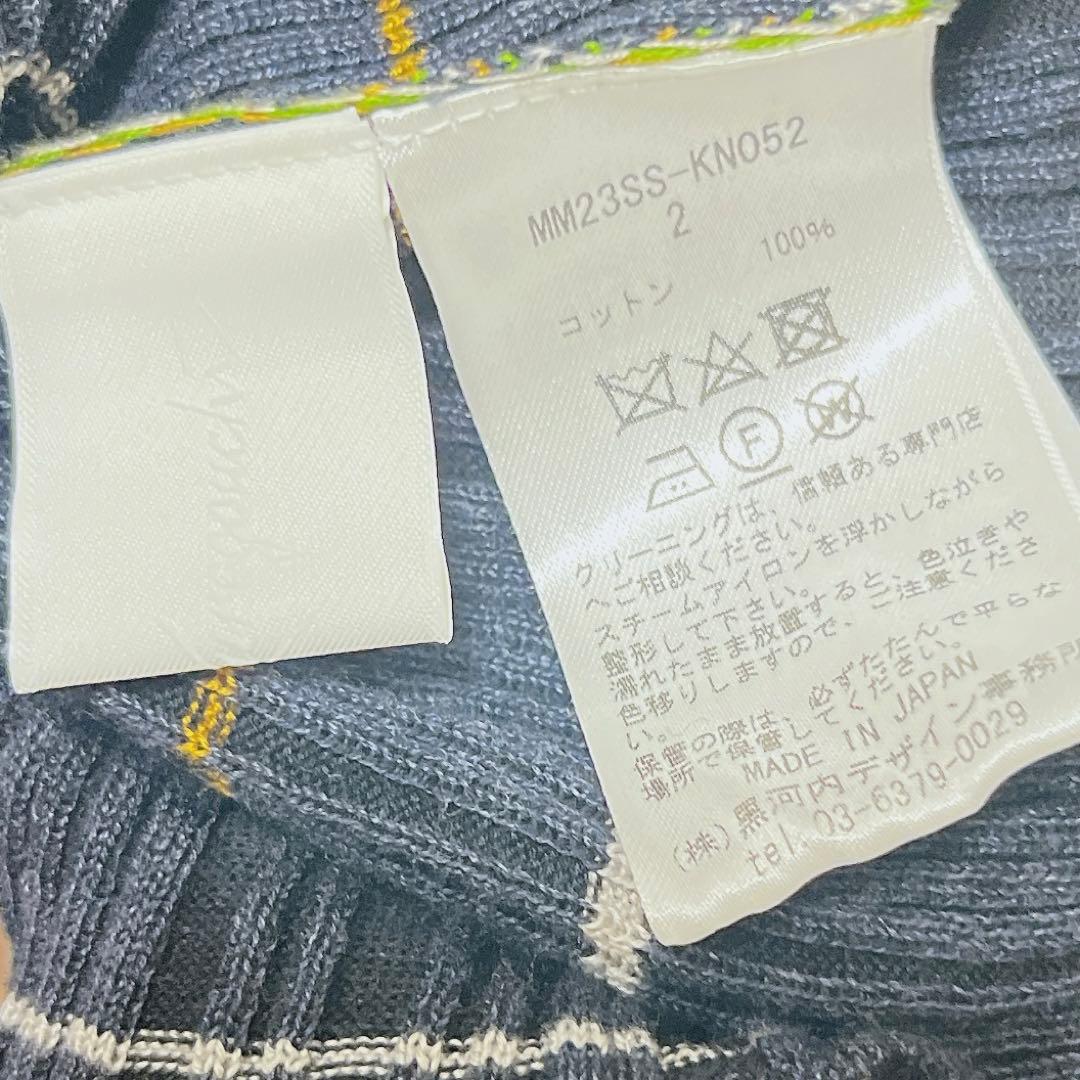 MM23SS-KN052
2
コットン 100%
F
クリーニングは、信頼ある専門店
へご相談ください。
スチームアイロンを浮かしながら
整形して下さい。
濡れたまま放置すると、色泣きや
色移りしますので、ご注意くださ
い。
保管の際は、必ずたたんで平らな
場所で保管してください。
MADE IN JAPAN
(株)黒河内デザイン事務所
tel.03-6379-0029